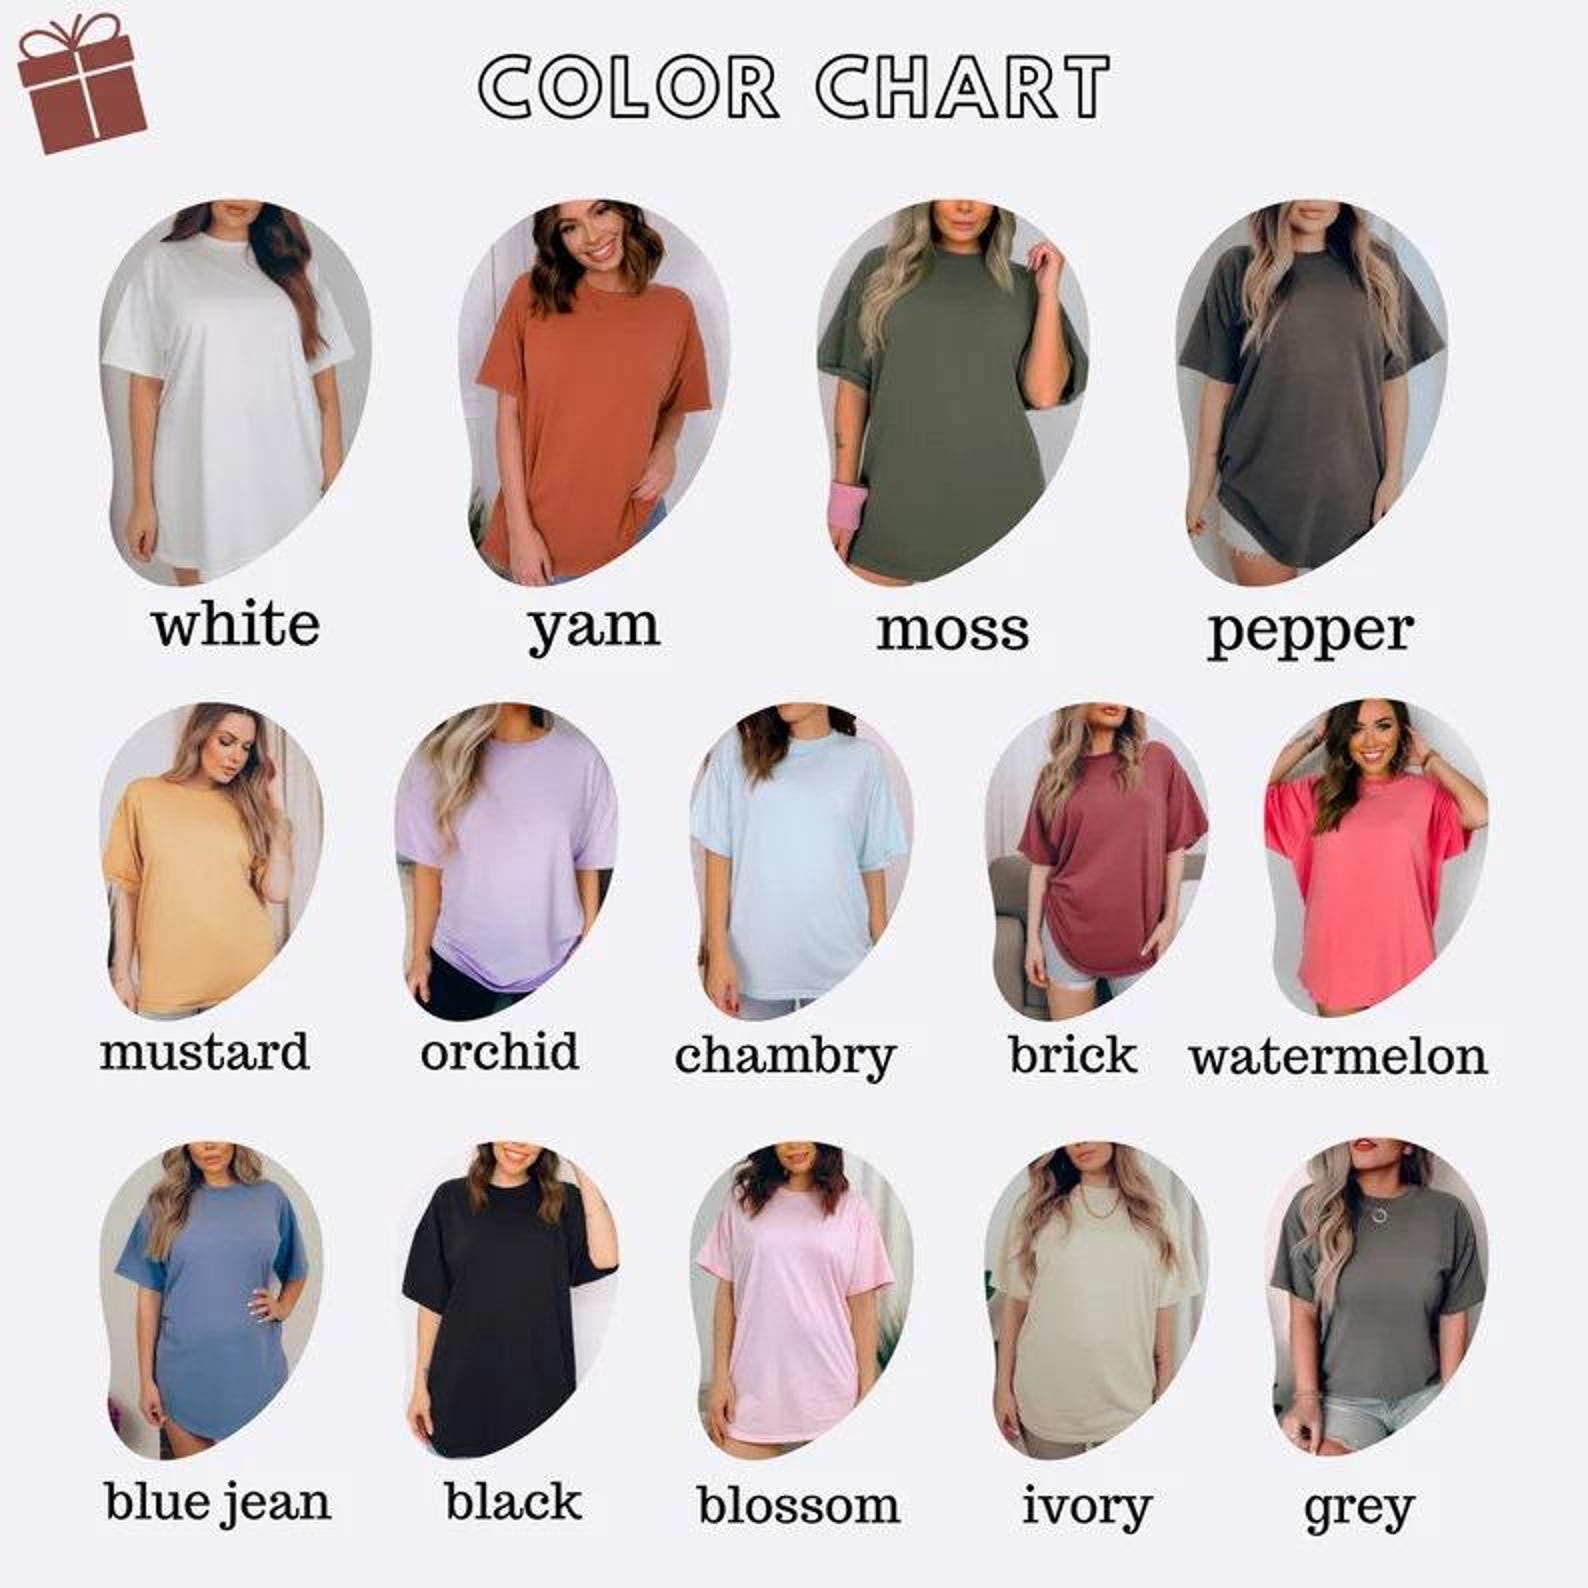 COLOR CHART
white
yam
moss
pepper
mustard
orchid
chambry
brick
watermelon
blue jean
black
blossom
ivory
grey